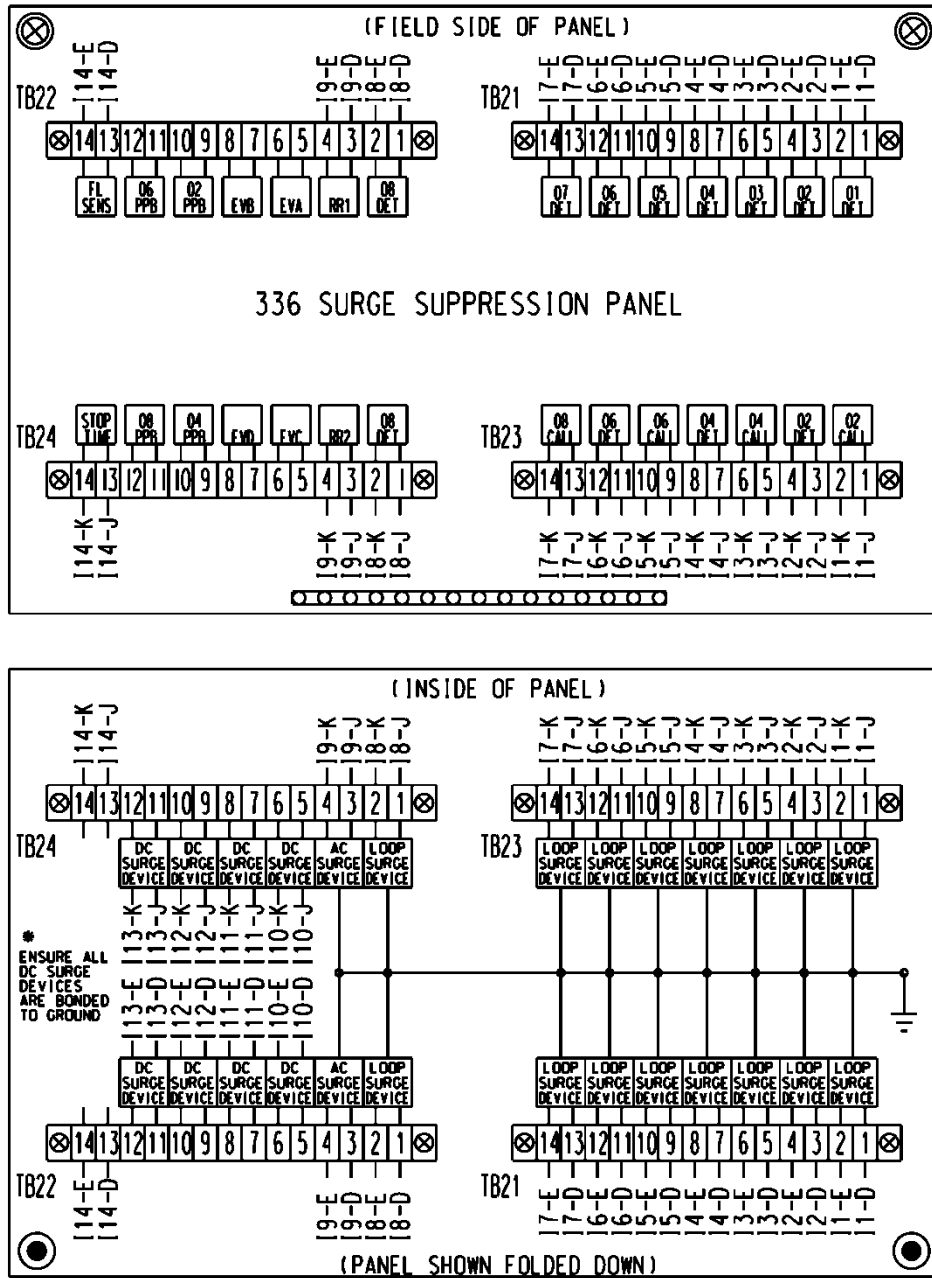 (FIELD SIDE OF PANEL)
I14-E I14-D I9-E I9-D I8-E I8-D I7-E I7-D I6-E I6-D I5-E I5-D I4-E I4-D I3-E I3-D I2-E I2-D I1-E I1-D
TB22 TB21
14 13 12 11 10 9 8 7 6 5 4 3 2 1 14 13 12 11 10 9 8 7 6 5 4 3 2 1
FL SENS 06 PPB 02 PPB EVB EVA RR1 08 DET 07 DET 06 DET 05 DET 04 DET 03 DET 02 DET 01 DET
336 SURGE SUPPRESSION PANEL
TB24 STOP TIME 08 PPB 04 PPB EVD EVC RR2 08 DET TB23 08 CALL 06 DET 06 CALL 04 DET 04 CALL 02 DET 02 CALL
14 13 12 11 10 9 8 7 6 5 4 3 2 1 14 13 12 11 10 9 8 7 6 5 4 3 2 1
I14-K I14-J I9-K I9-J I8-K I8-J I7-K I7-J I6-K I6-J I5-K I5-J I4-K I4-J I3-K I3-J I2-K I2-J I1-K I1-J
(INSIDE OF PANEL)
I14-K I14-J I9-K I9-J I8-K I8-J I7-K I7-J I6-K I6-J I5-K I5-J I4-K I4-J I3-K I3-J I2-K I2-J I1-K I1-J
14 13 12 11 10 9 8 7 6 5 4 3 2 1 14 13 12 11 10 9 8 7 6 5 4 3 2 1
TB24 TB23
DC DC DC DC AC LOOP LOOP LOOP LOOP LOOP LOOP LOOP LOOP
SURGE SURGE SURGE SURGE SURGE SURGE SURGE SURGE SURGE SURGE SURGE SURGE SURGE
DEVICE DEVICE DEVICE DEVICE DEVICE DEVICE DEVICE DEVICE DEVICE DEVICE DEVICE DEVICE DEVICE
I13-K I13-J I12-K I12-J I11-K I11-J I10-K I10-J
*
ENSURE ALL
DC SURGE
DEVICES
ARE BONDED
TO GROUND
I13-E I13-D I12-E I12-D I11-E I11-D I10-E I10-D
DC DC DC DC AC LOOP LOOP LOOP LOOP LOOP LOOP LOOP LOOP
SURGE SURGE SURGE SURGE SURGE SURGE SURGE SURGE SURGE SURGE SURGE SURGE SURGE
DEVICE DEVICE DEVICE DEVICE DEVICE DEVICE DEVICE DEVICE DEVICE DEVICE DEVICE DEVICE DEVICE
14 13 12 11 10 9 8 7 6 5 4 3 2 1 14 13 12 11 10 9 8 7 6 5 4 3 2 1
TB22 TB21
I14-E I14-D I9-E I9-D I8-E I8-D I7-E I7-D I6-E I6-D I5-E I5-D I4-E I4-D I3-E I3-D I2-E I2-D I1-E I1-D
(PANEL SHOWN FOLDED DOWN)